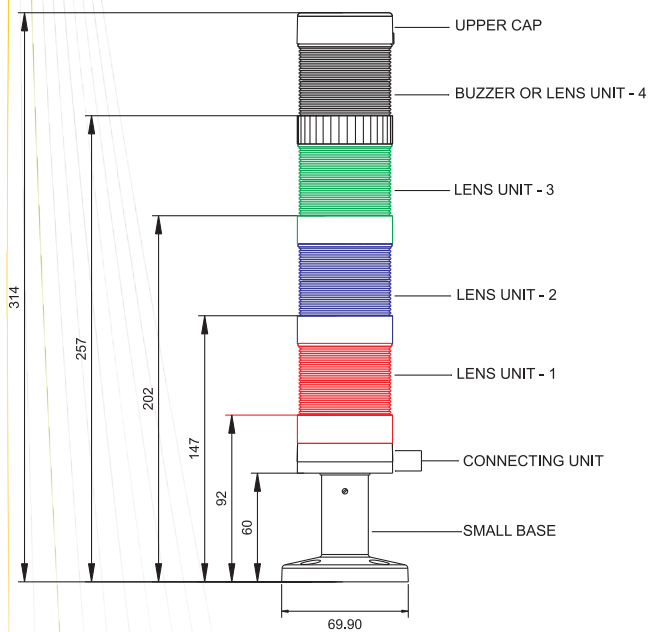 UPPER CAP
BUZZER OR LENS UNIT - 4
LENS UNIT - 3
LENS UNIT - 2
LENS UNIT - 1
CONNECTING UNIT
SMALL BASE
314
257
202
147
92
60
69.90